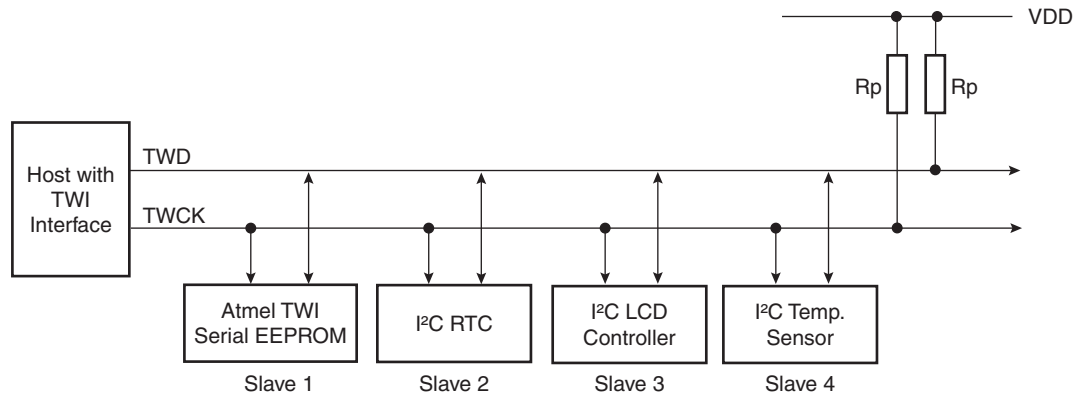 VDD
Rp
Rp
Host with
TWI
Interface
TWD
TWCK
Atmel TWI
Serial EEPROM
I²C RTC
I²C LCD
Controller
I²C Temp.
Sensor
Slave 1
Slave 2
Slave 3
Slave 4